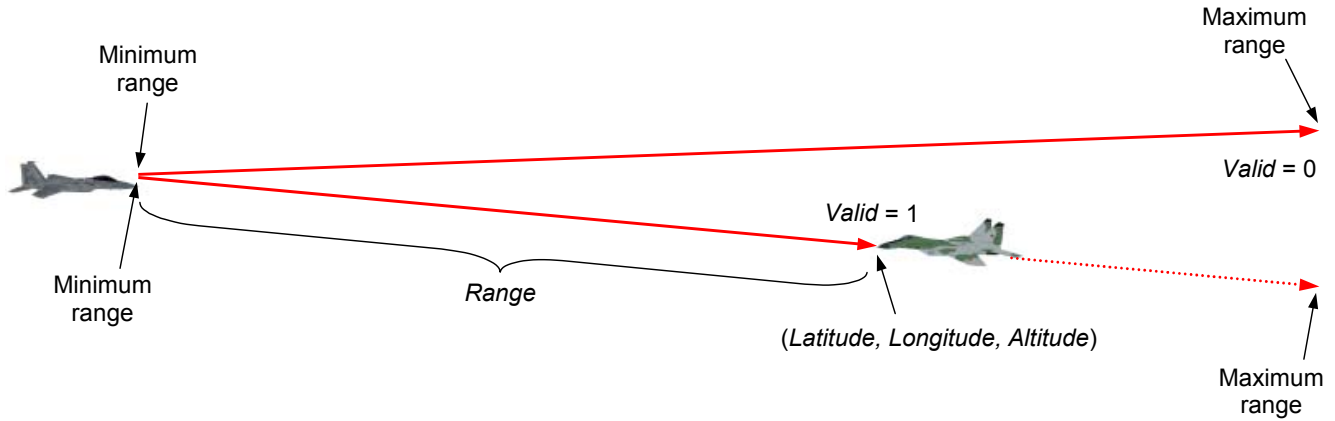 Maximum
range
Minimum
range
Valid = 0
Valid = 1
Minimum
range
Range
(Latitude, Longitude, Altitude)
Maximum
range